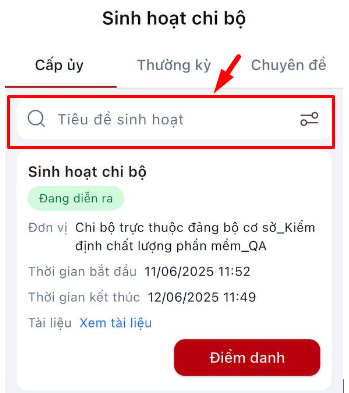 Sinh hoạt chi bộ
Cấp ủy Thường kỳ Chuyên đề
Tiêu đề sinh hoạt
Sinh hoạt chi bộ
Đang diễn ra
Đơn vị Chi bộ trực thuộc đảng bộ cơ sở_Kiểm
định chất lượng phần mềm_QA
Thời gian bắt đầu 11/06/2025 11:52
Thời gian kết thúc 12/06/2025 11:49
Tài liệu Xem tài liệu
Điểm danh